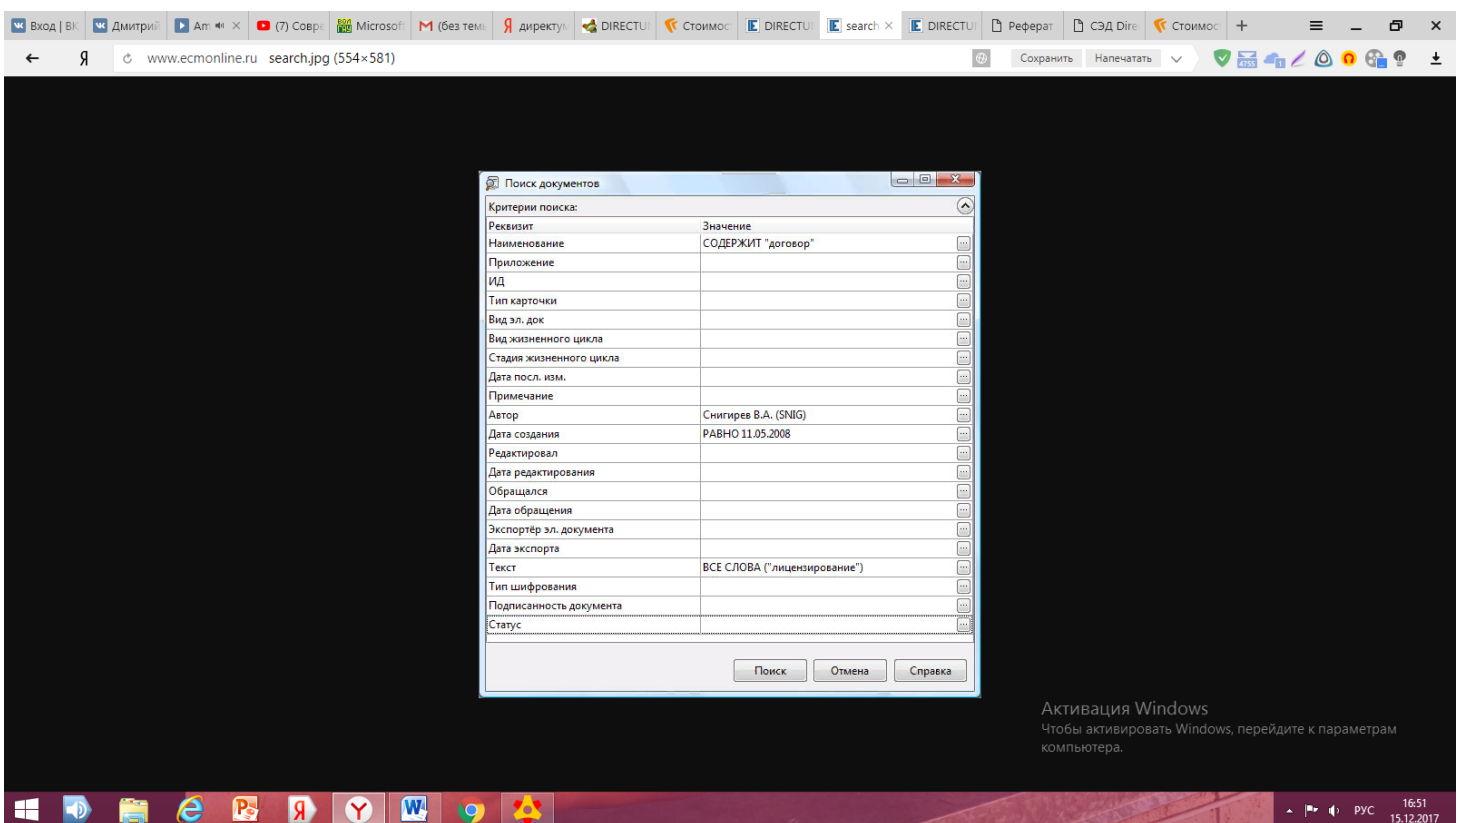 Вход | ВК
Дмитрий
Am
(7) Совре
Microsoft
(без темы
директум
DIRECTU
Стоимос
DIRECTU
search
DIRECTU
Реферат
СЭД Dire
Стоимос
www.ecmonline.ru search.jpg (554×581)
Сохранить
Напечатать
4755
1
Поиск документов
Критерии поиска:
Реквизит Значение
Наименование СОДЕРЖИТ "договор"
Приложение
ИД
Тип карточки
Вид эл. док
Вид жизненного цикла
Стадия жизненного цикла
Дата посл. изм.
Примечание
Автор Снигирев В.А. (SNIG)
Дата создания РАВНО 11.05.2008
Редактировал
Дата редактирования
Обращался
Дата обращения
Экспортёр эл. документа
Дата экспорта
Текст ВСЕ СЛОВА ("лицензирование")
Тип шифрования
Подписанность документа
Статус
Поиск Отмена Справка
Активация Windows
Чтобы активировать Windows, перейдите к параметрам
компьютера.
РУС
16:51
15.12.2017